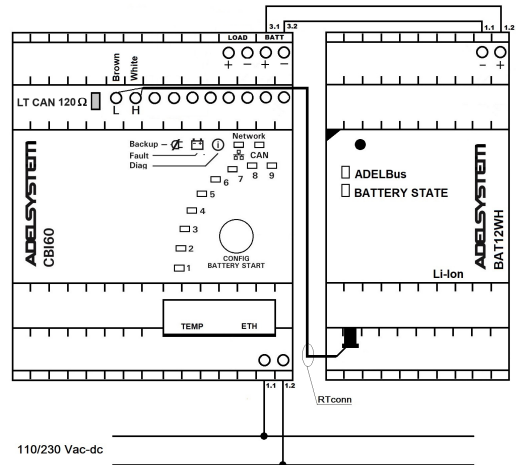 3.1 3.2
1.1 1.2
LOAD BATT
+ - + -
- +
Brown
White
LT CAN 120 Ω
L H
Backup –
Fault
Diag
Network
CAN
9
8
7
6
5
4
3
2
1
CONFIG
BATTERY START
ADELSYSTEM
CBI60
TEMP ETH
ADELBus
BATTERY STATE
ADELSYSTEM
BAT12WH
Li-Ion
1.1 1.2
RTconn
110/230 Vac-dc